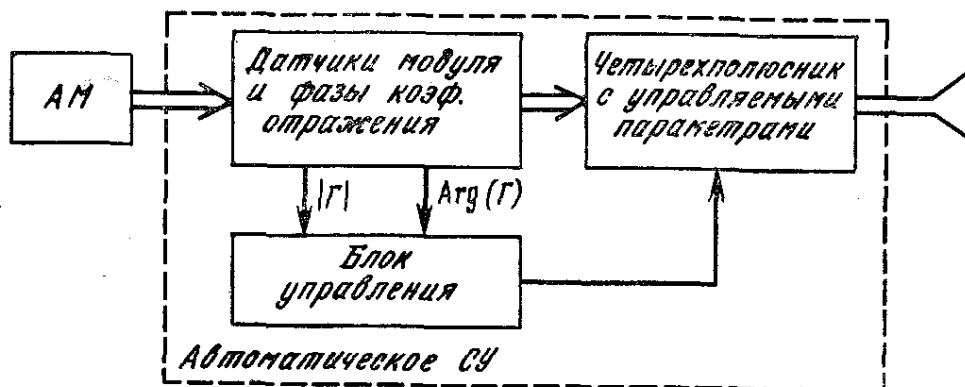 АМ
Датчики модуля
и фазы коэф.
отражения
Четырехполюсник
с управляемыми
параметрами
|Г|
Arg (Г)
Блок
управления
Автоматическое СУ